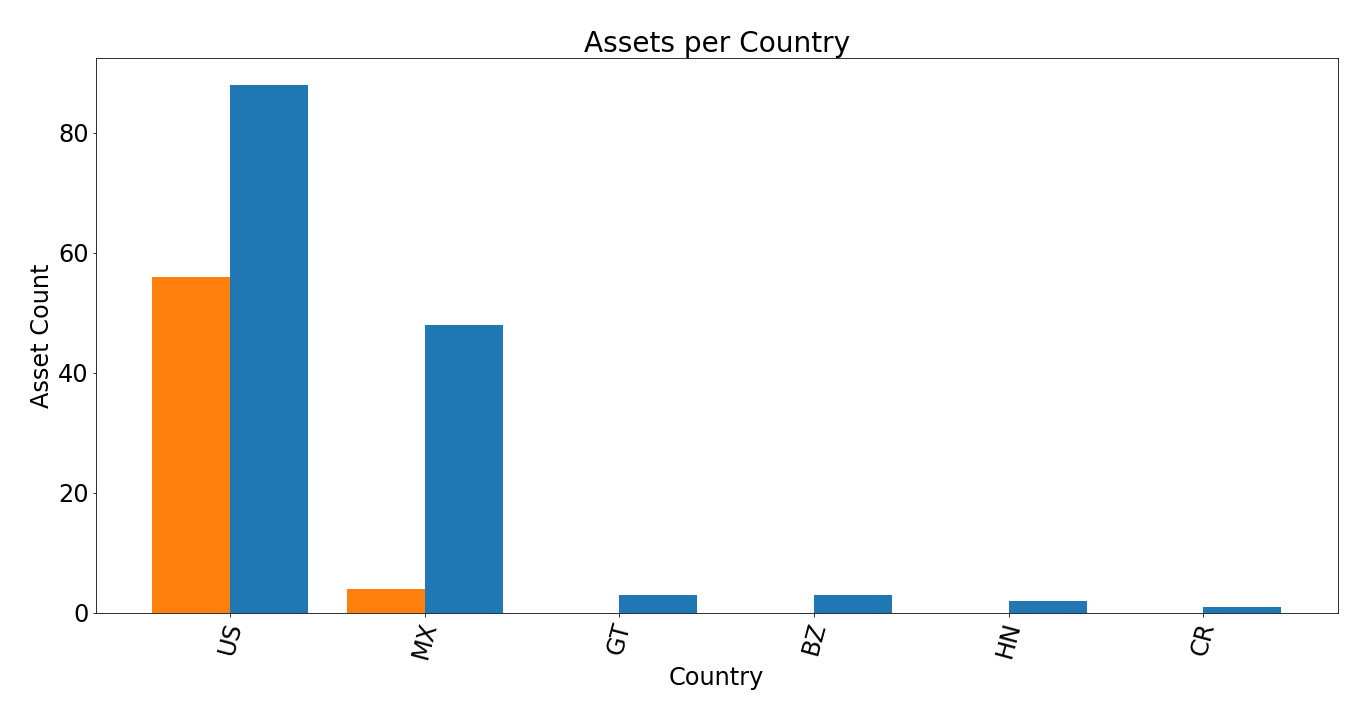 Assets per Country
Asset Count
80
60
40
20
0
US
MX
GT
BZ
HN
CR
Country